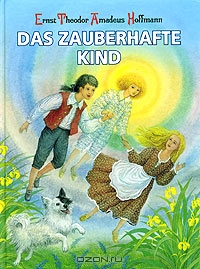 Ernst Theodor Amadeus Hoffmann
DAS ZAUBERHAFTE
KIND
OZON.RU